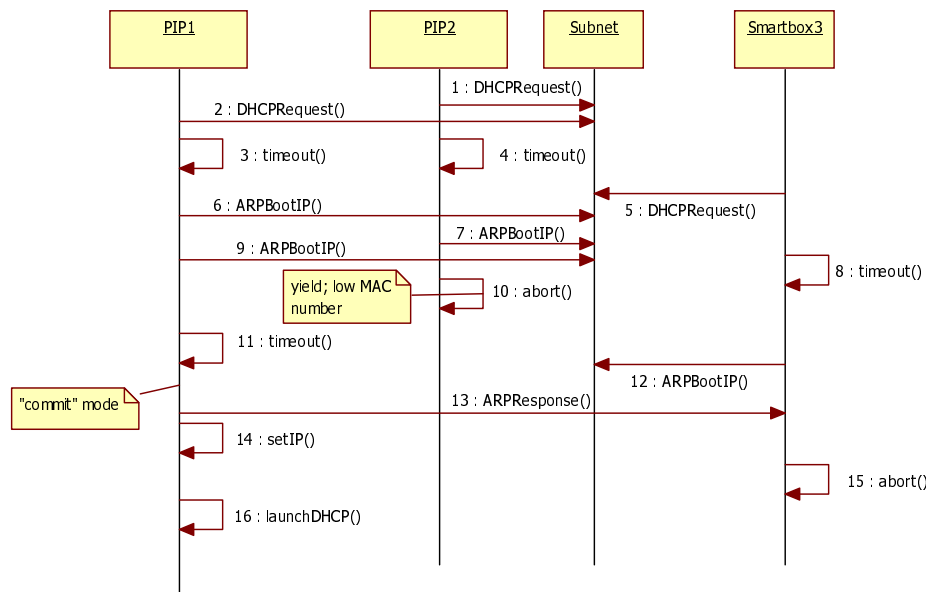 PIP1
PIP2
Subnet
Smartbox3
1 : DHCPRequest()
2 : DHCPRequest()
3 : timeout()
4 : timeout()
5 : DHCPRequest()
6 : ARPBootIP()
7 : ARPBootIP()
9 : ARPBootIP()
8 : timeout()
yield; low MAC
number
10 : abort()
11 : timeout()
12 : ARPBootIP()
"commit" mode
13 : ARPResponse()
14 : setIP()
15 : abort()
16 : launchDHCP()